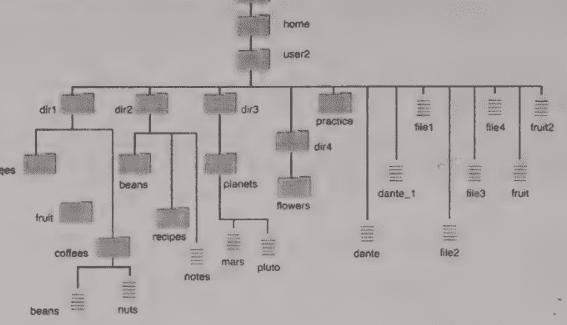 home
user2
dir1
dir2
dir3
practice
file1
file4
fruit2
dir4
beans
planets
flowers
dante_1
file3
fruit
fruit
recipes
coffees
notes
mars
pluto
dante
file2
beans
nuts